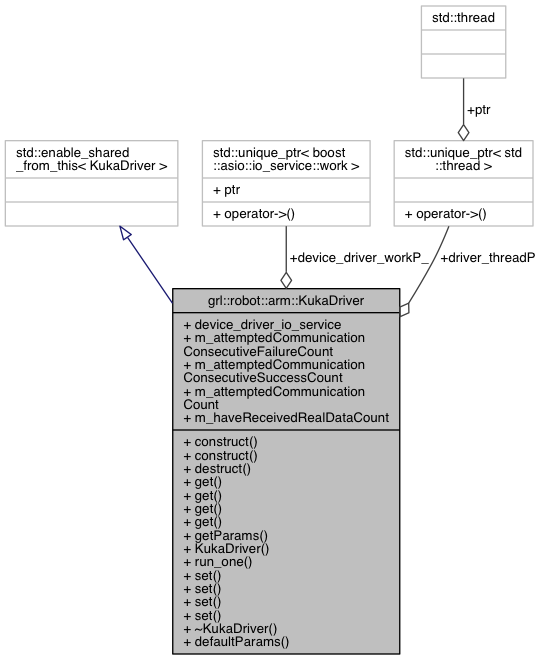 std::thread
+ptr
std::enable_shared
_from_this< KukaDriver >
std::unique_ptr< boost
::asio::io_service::work >
+ ptr
+ operator->()
std::unique_ptr< std
::thread >
+ operator->()
+device_driver_workP_
+driver_threadP
grl::robot::arm::KukaDriver
+ device_driver_io_service
+ m_attemptedCommunication
ConsecutiveFailureCount
+ m_attemptedCommunication
ConsecutiveSuccessCount
+ m_attemptedCommunication
Count
+ m_haveReceivedRealDataCount
+ construct()
+ construct()
+ destruct()
+ get()
+ get()
+ get()
+ get()
+ getParams()
+ KukaDriver()
+ run_one()
+ set()
+ set()
+ set()
+ set()
+ ~KukaDriver()
+ defaultParams()